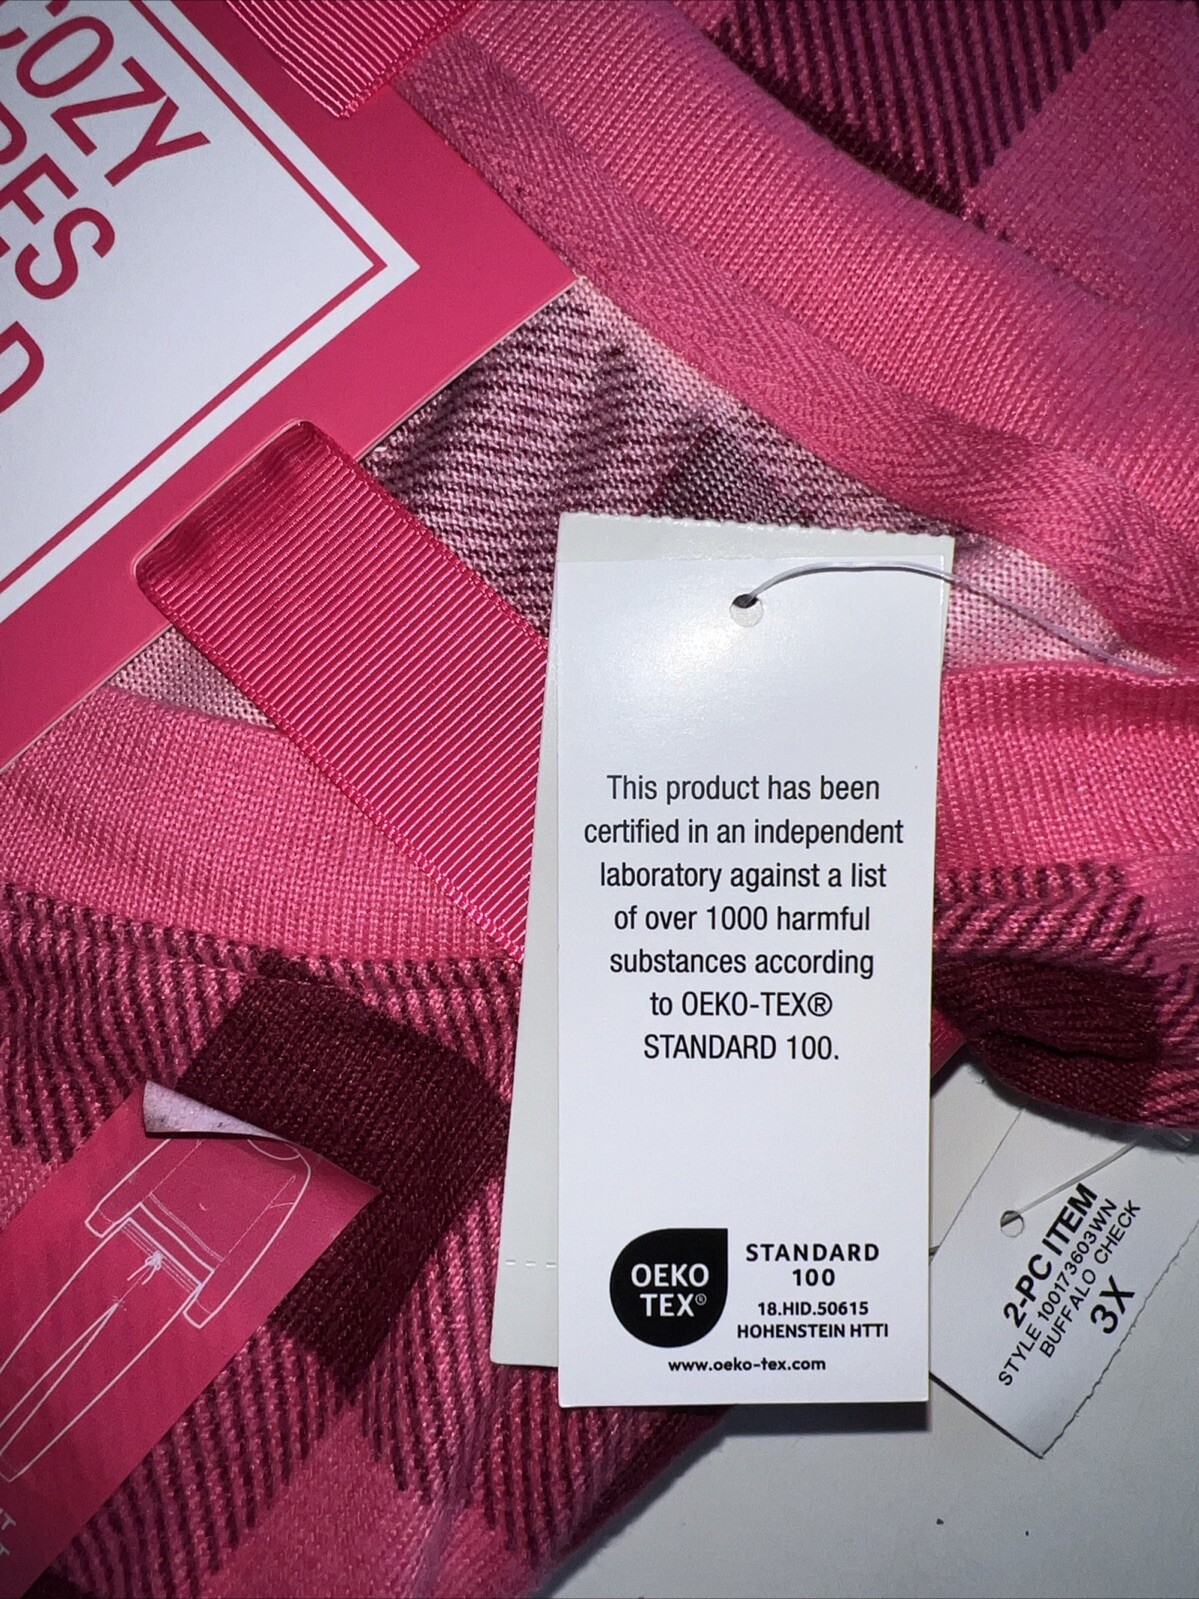 COZY
This product has been
certified in an independent
laboratory against a list
of over 1000 harmful
substances according
to OEKO-TEX®
STANDARD 100.
OEKO
TEX®
STANDARD
100
18.HID.50615
HOHENSTEIN HTTI
www.oeko-tex.com
2-PC ITEM
STYLE 100173603WN
BUFFALO CHECK
3X